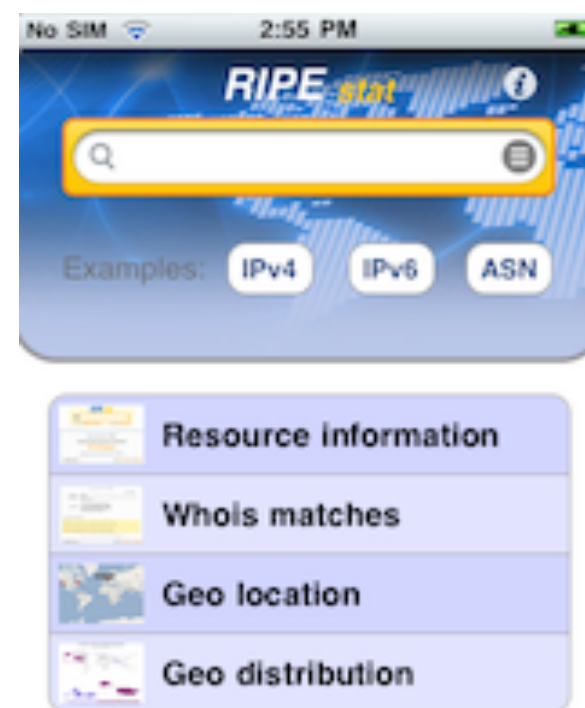 No SIM 2:55 PM
RIPE stat
Examples: IPv4 IPv6 ASN
Resource information
Whois matches
Geo location
Geo distribution